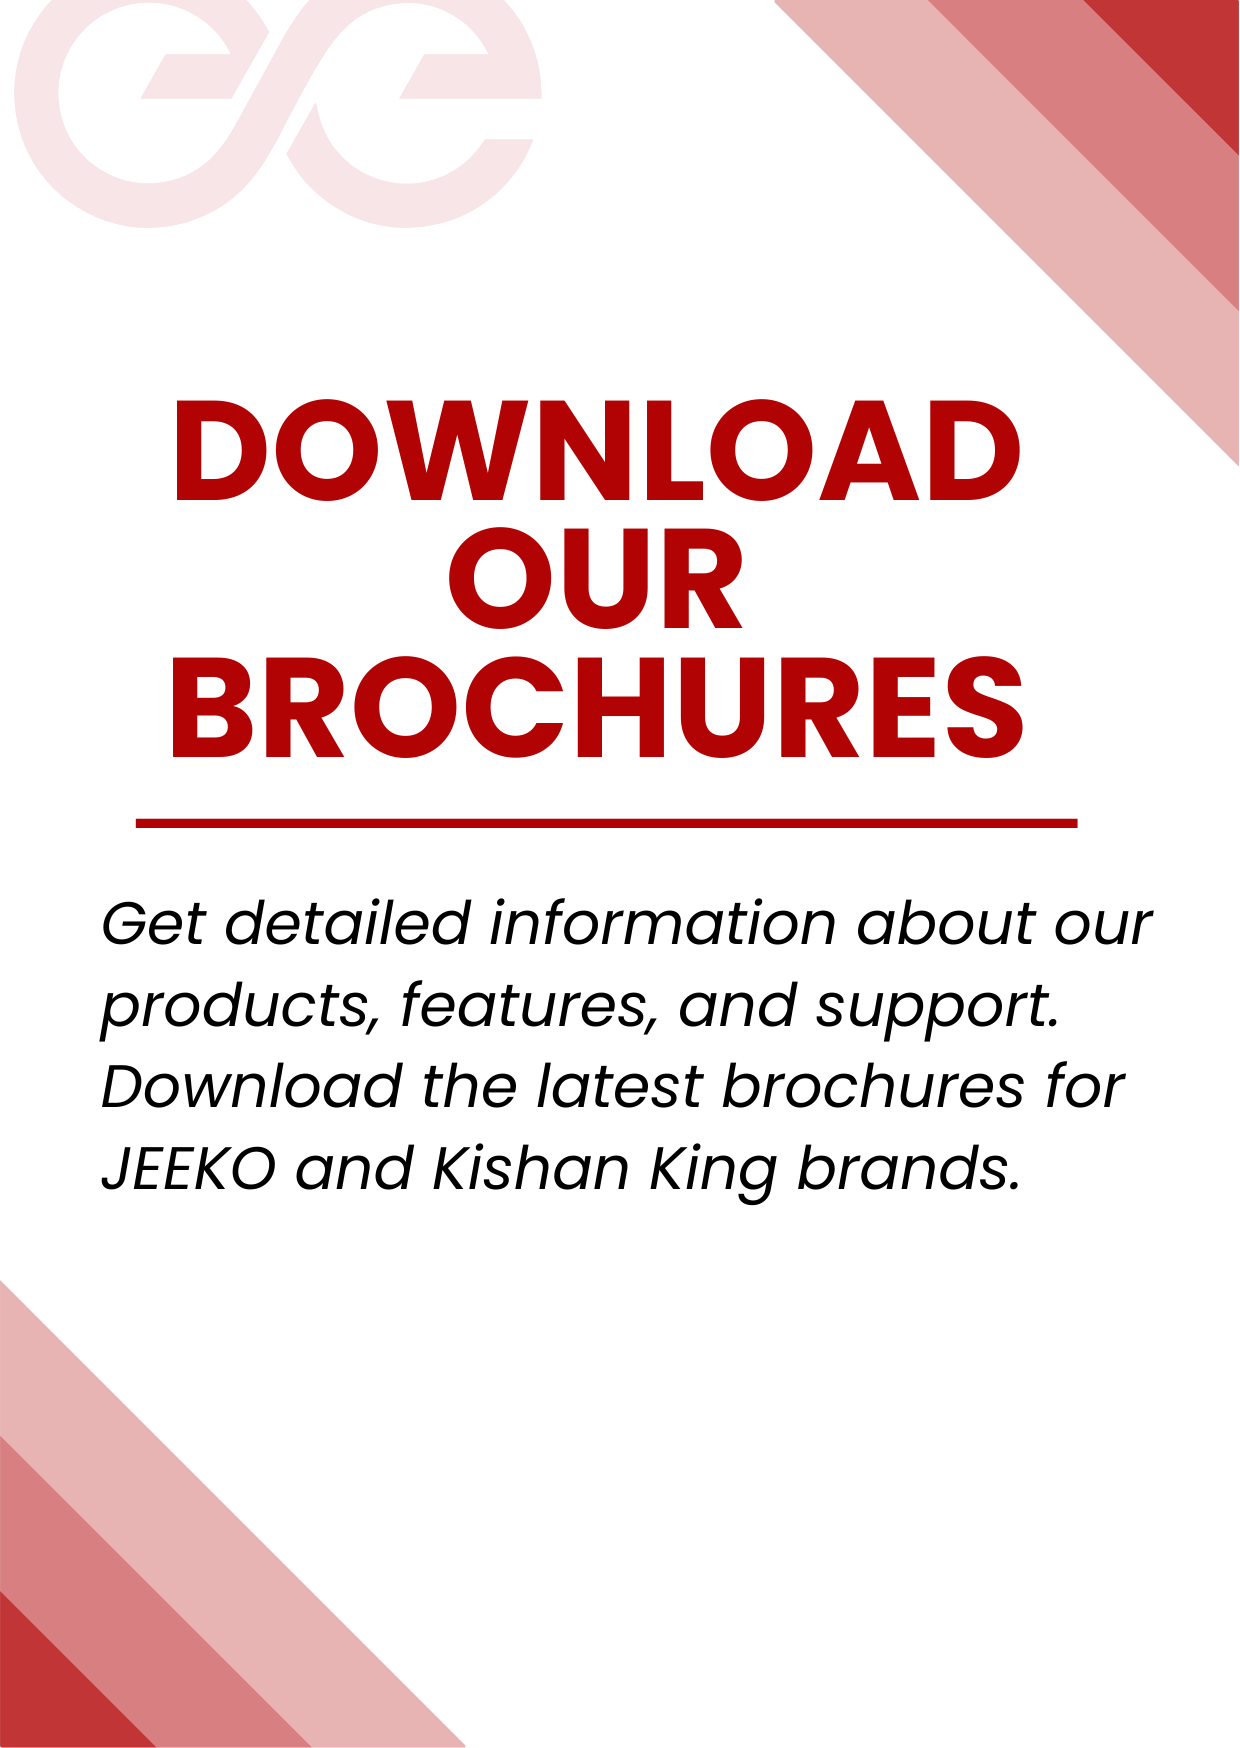 DOWNLOAD
OUR
BROCHURES
Get detailed information about our
products, features, and support.
Download the latest brochures for
JEEKO and Kishan King brands.